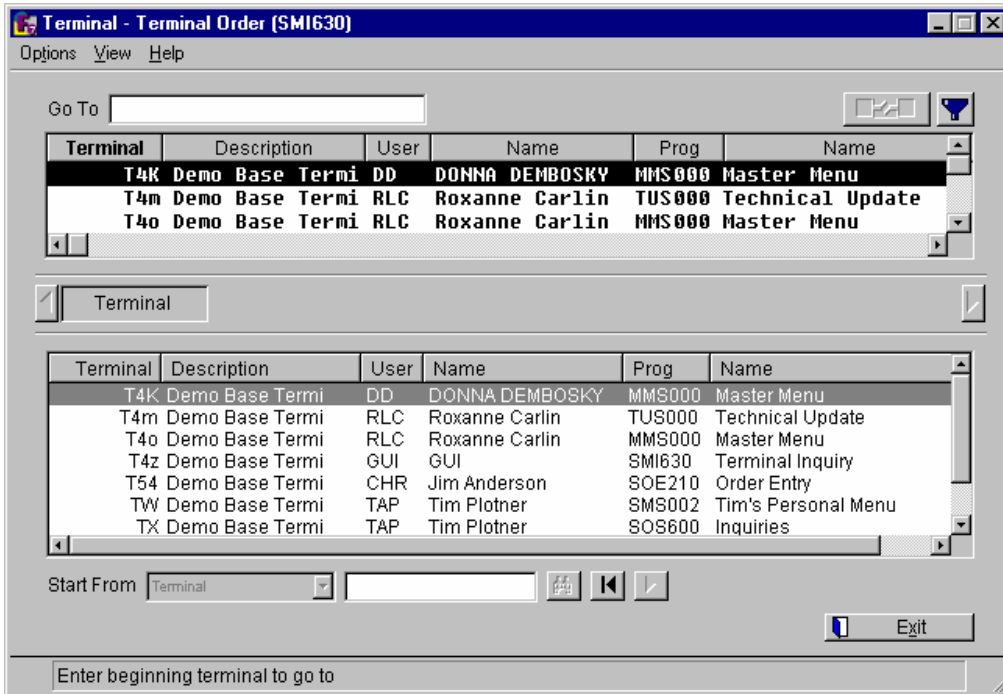 Terminal - Terminal Order (SMI630)
Options View Help
Go To
Terminal Description User Name Prog Name
T4K Demo Base Termi DD DONNA DEMBOSKY MMS000 Master Menu
T4m Demo Base Termi RLC Roxanne Carlin TUS000 Technical Update
T4o Demo Base Termi RLC Roxanne Carlin MMS000 Master Menu
Terminal
Terminal Description User Name Prog Name
T4K Demo Base Termi DD DONNA DEMBOSKY MMS000 Master Menu
T4m Demo Base Termi RLC Roxanne Carlin TUS000 Technical Update
T4o Demo Base Termi RLC Roxanne Carlin MMS000 Master Menu
T4z Demo Base Termi GUI GUI SMI630 Terminal Inquiry
T54 Demo Base Termi CHR Jim Anderson SOE210 Order Entry
TW Demo Base Termi TAP Tim Plotner SMS002 Tim's Personal Menu
TX Demo Base Termi TAP Tim Plotner SOS600 Inquiries
Start From Terminal
Exit
Enter beginning terminal to go to